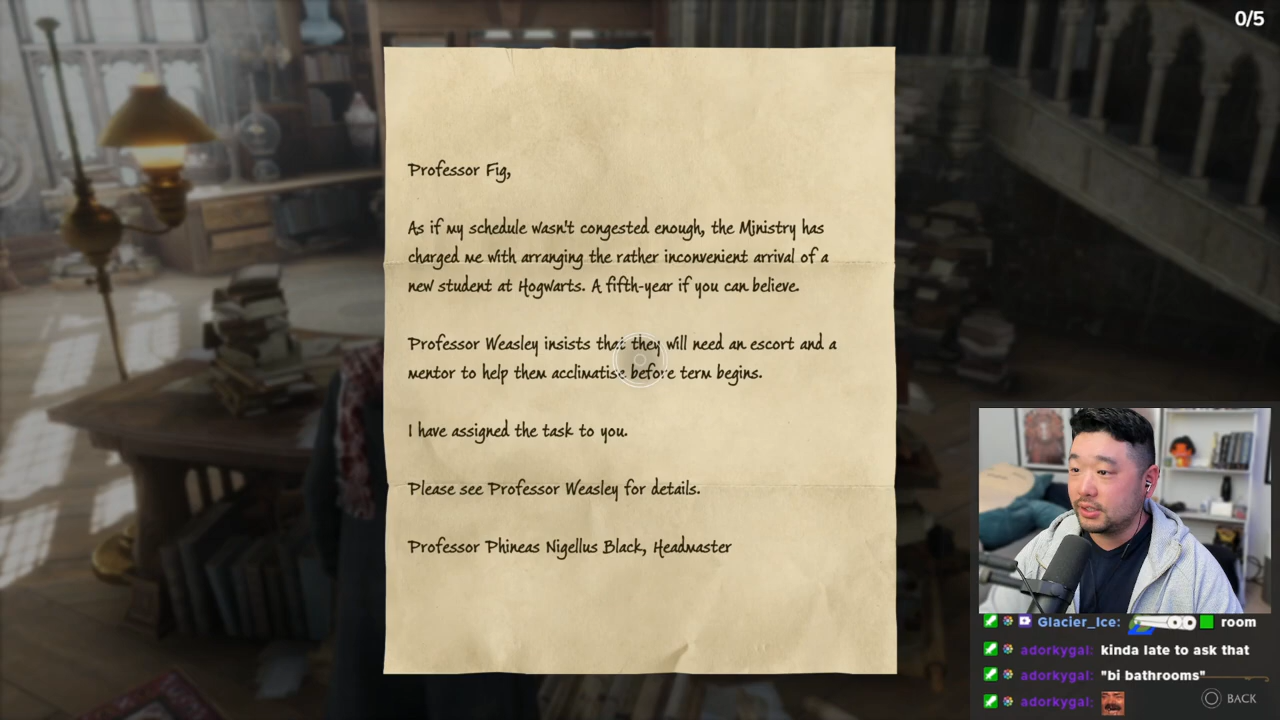 0/5
Professor Fig,
As if my schedule wasn't congested enough, the Ministry has
charged me with arranging the rather inconvenient arrival of a
new student at Hogwarts. A fifth-year if you can believe.
Professor Weasley insists that they will need an escort and a
mentor to help them acclimatise before term begins.
I have assigned the task to you.
Please see Professor Weasley for details.
Professor Phineas Nigellus Black, Headmaster
Glacier_Ice: room
adorkygal: kinda late to ask that
adorkygal: "bi bathrooms"
adorkygal:
BACK